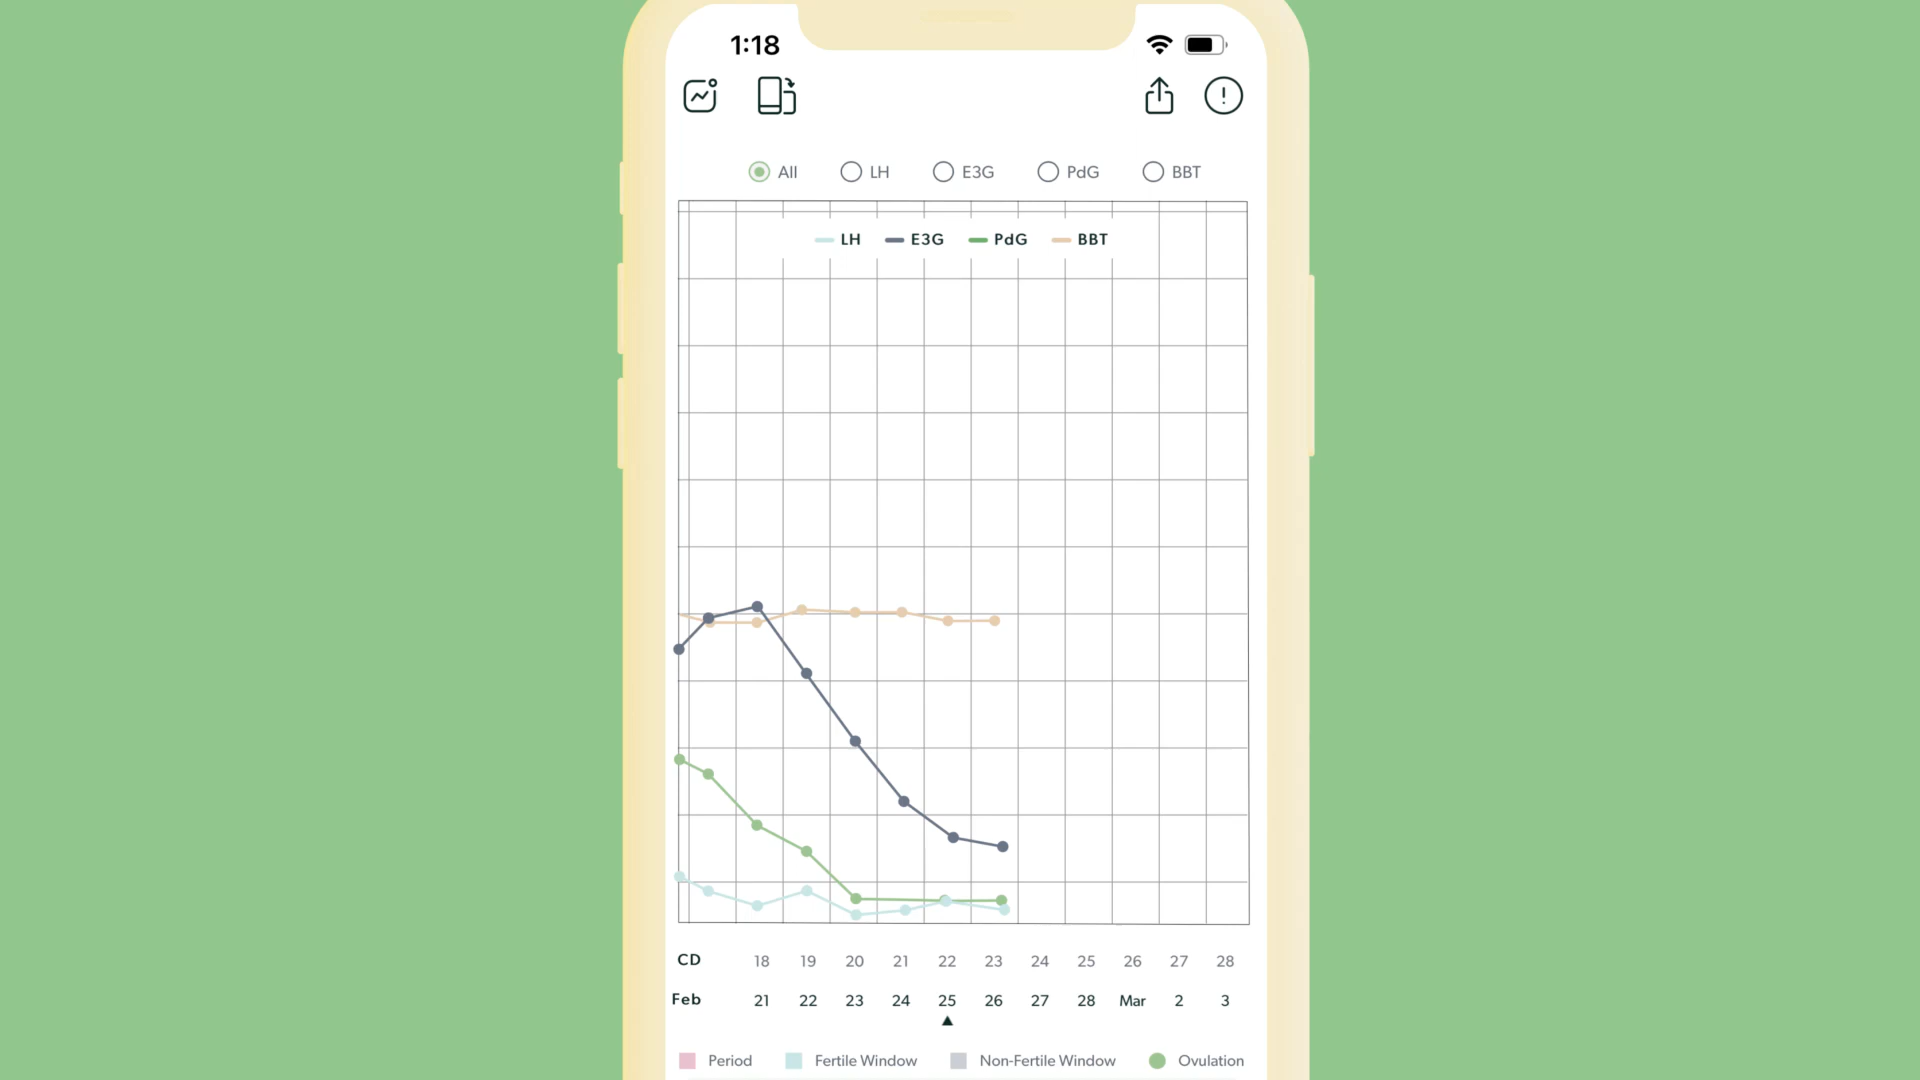 1:18
All LH E3G PdG BBT
LH E3G PdG BBT
CD 18 19 20 21 22 23 24 25 26 27 28
Feb 21 22 23 24 25 26 27 28 Mar 2 3
Period Fertile Window Non-Fertile Window Ovulation